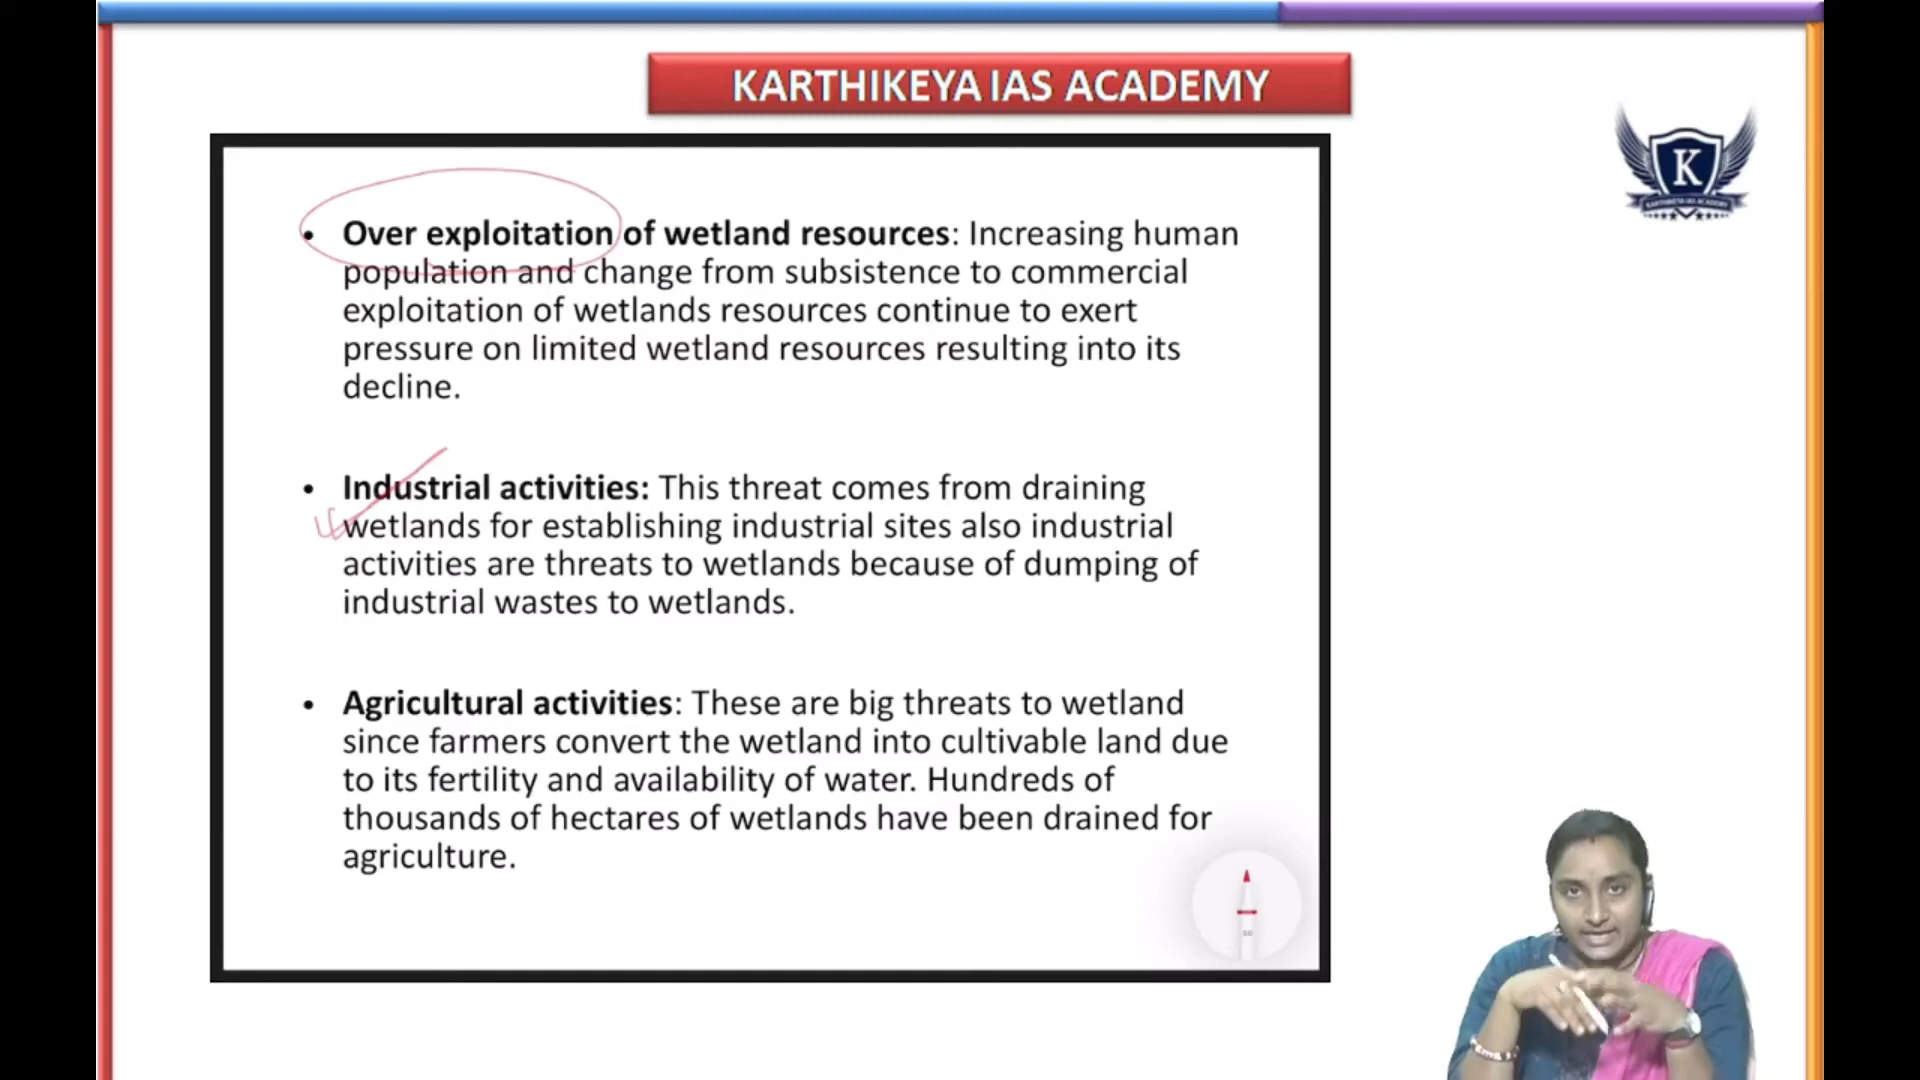 KARTHIKEYA IAS ACADEMY
K
KARTHIKEYA IAS ACADEMY
• Over exploitation of wetland resources: Increasing human
population and change from subsistence to commercial
exploitation of wetlands resources continue to exert
pressure on limited wetland resources resulting into its
decline.
• Industrial activities: This threat comes from draining
wetlands for establishing industrial sites also industrial
activities are threats to wetlands because of dumping of
industrial wastes to wetlands.
• Agricultural activities: These are big threats to wetland
since farmers convert the wetland into cultivable land due
to its fertility and availability of water. Hundreds of
thousands of hectares of wetlands have been drained for
agriculture.